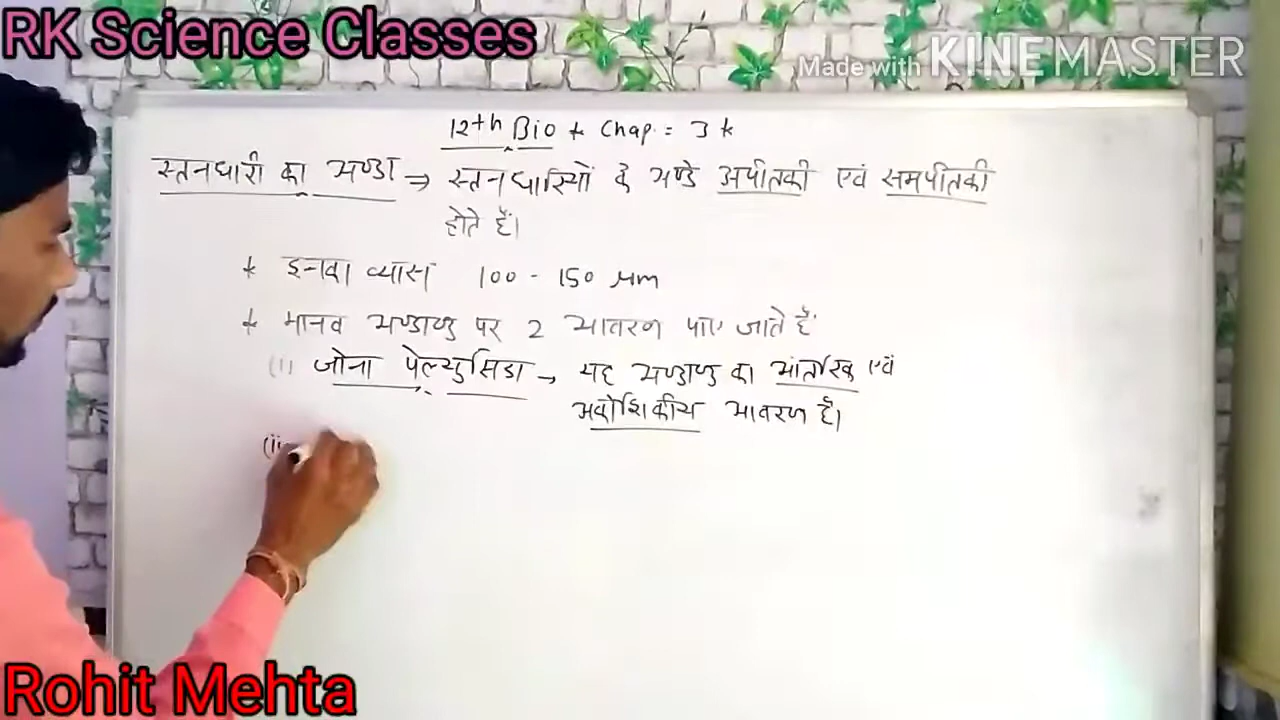 RK Science Classes
Made with KINEMASTER
12th Bio * Chap. = 3 *
स्तनधारी का अण्डा → स्तनधारियों के अण्डे अपीतकी एवं समपीतकी
होते हैं।
* इनका व्यास 100 - 150 μm
* मानव अण्डाणु पर 2 आवरण पाए जाते हैं
(i) जोना पेल्युसिडा → यह अण्डाणु का आंतरिक एवं
अकोशिकीय आवरण है।
(ii
Rohit Mehta